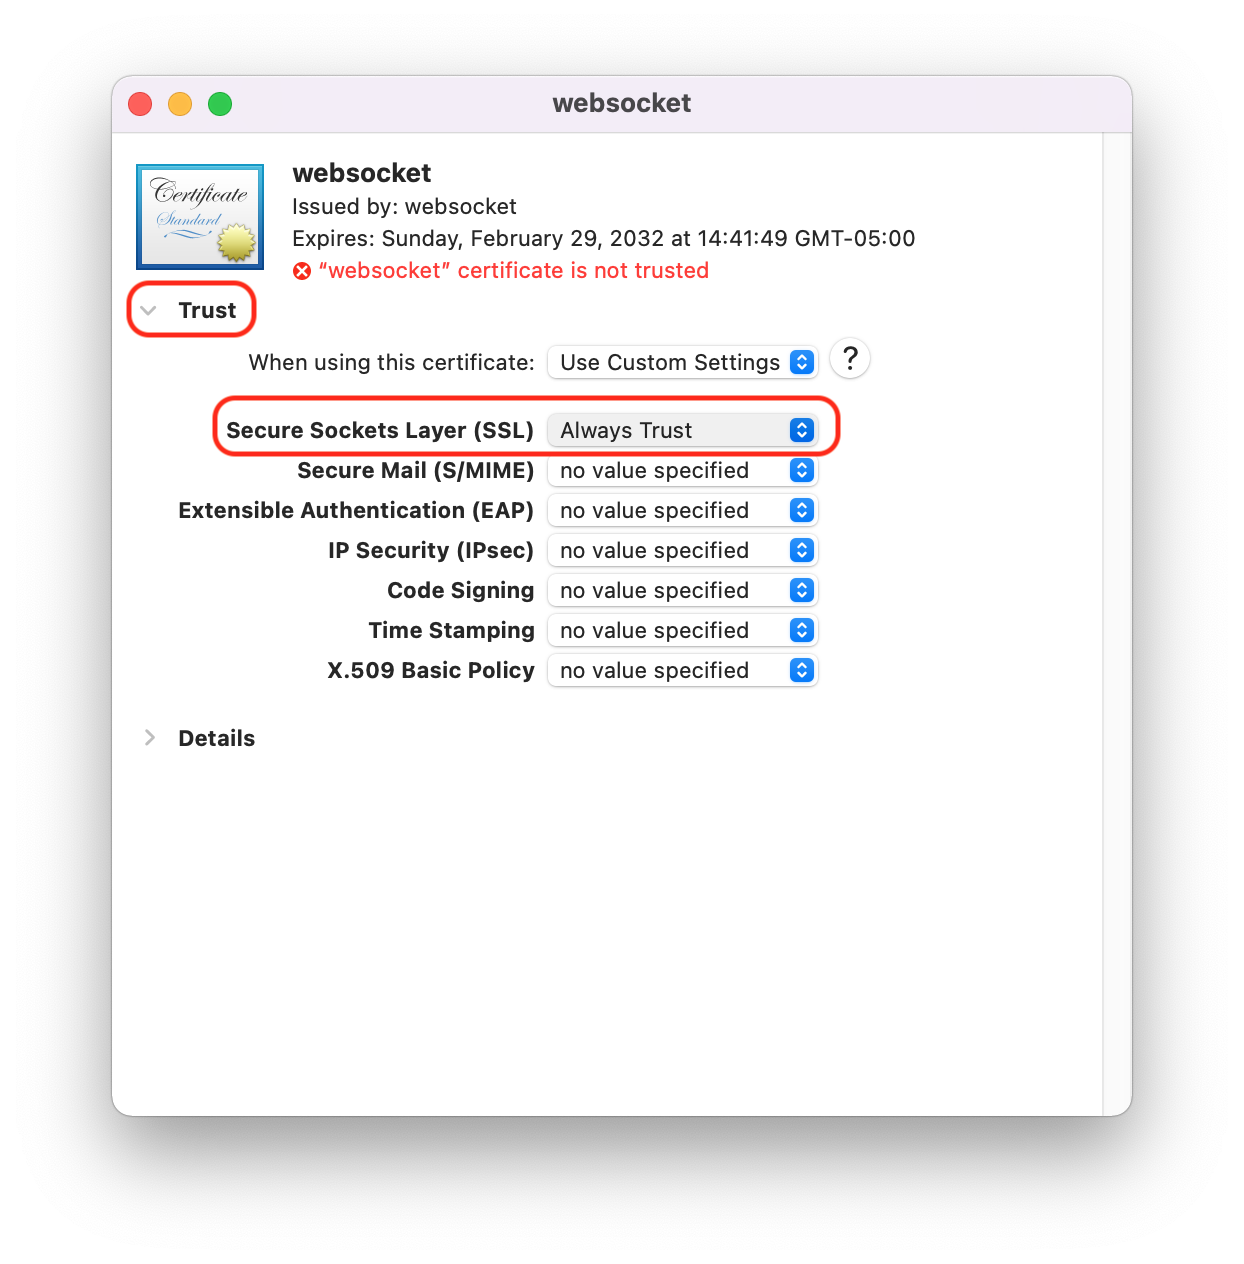 websocket
Certificate
Standard
websocket
Issued by: websocket
Expires: Sunday, February 29, 2032 at 14:41:49 GMT-05:00
“websocket” certificate is not trusted
Trust
When using this certificate: Use Custom Settings ?
Secure Sockets Layer (SSL) Always Trust
Secure Mail (S/MIME) no value specified
Extensible Authentication (EAP) no value specified
IP Security (IPsec) no value specified
Code Signing no value specified
Time Stamping no value specified
X.509 Basic Policy no value specified
Details